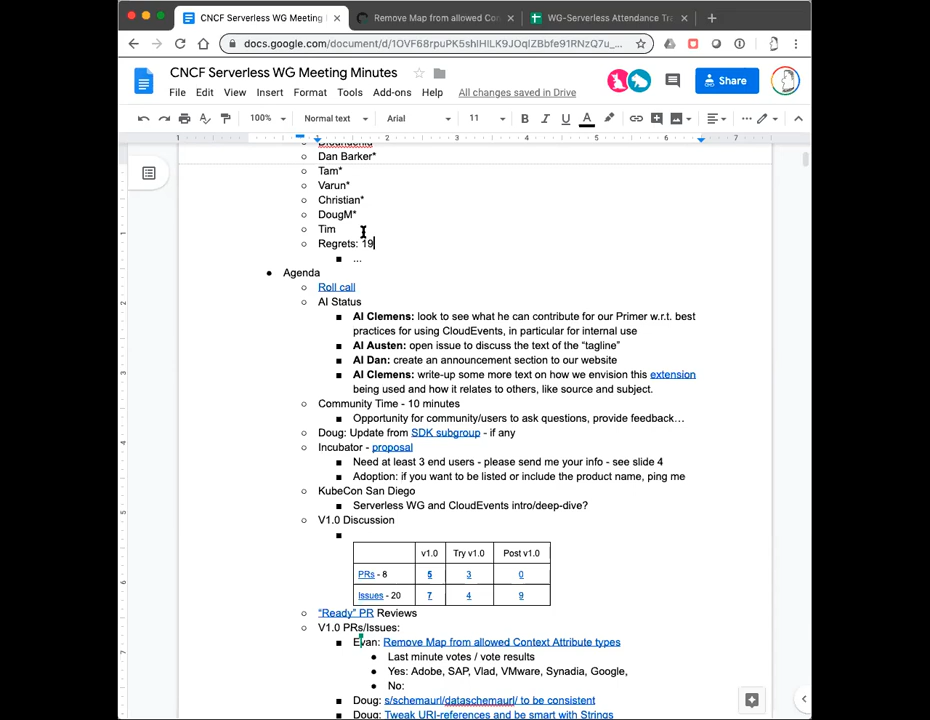 CNCF Serverless WG Meeting
Remove Map from allowed Con
WG-Serverless Attendance Tra
docs.google.com/document/d/1OVF68rpuPK5shIHILK9JOqIZBbfe91RNzQ7u_...
CNCF Serverless WG Meeting Minutes
File Edit View Insert Format Tools Add-ons Help All changes saved in Drive
Share
100% Normal text Arial 11 B I U A
1 1 2 3 4 5 6 7
Dan Barker*
Tam*
Varun*
Christian*
DougM*
Tim
Regrets: 19
...
Agenda
Roll call
AI Status
AI Clemens: look to see what he can contribute for our Primer w.r.t. best
practices for using CloudEvents, in particular for internal use
AI Austen: open issue to discuss the text of the “tagline”
AI Dan: create an announcement section to our website
AI Clemens: write-up some more text on how we envision this extension
being used and how it relates to others, like source and subject.
Community Time - 10 minutes
Opportunity for community/users to ask questions, provide feedback…
Doug: Update from SDK subgroup - if any
Incubator - proposal
Need at least 3 end users - please send me your info - see slide 4
Adoption: if you want to be listed or include the product name, ping me
KubeCon San Diego
Serverless WG and CloudEvents intro/deep-dive?
V1.0 Discussion
v1.0 Try v1.0 Post v1.0
PRs - 8 5 3 0
Issues - 20 7 4 9
“Ready” PR Reviews
V1.0 PRs/Issues:
Evan: Remove Map from allowed Context Attribute types
Last minute votes / vote results
Yes: Adobe, SAP, Vlad, VMware, Synadia, Google,
No:
Doug: s/schemaurl/dataschemaurl/ to be consistent
Doug: Tweak URI-references and be smart with Strings